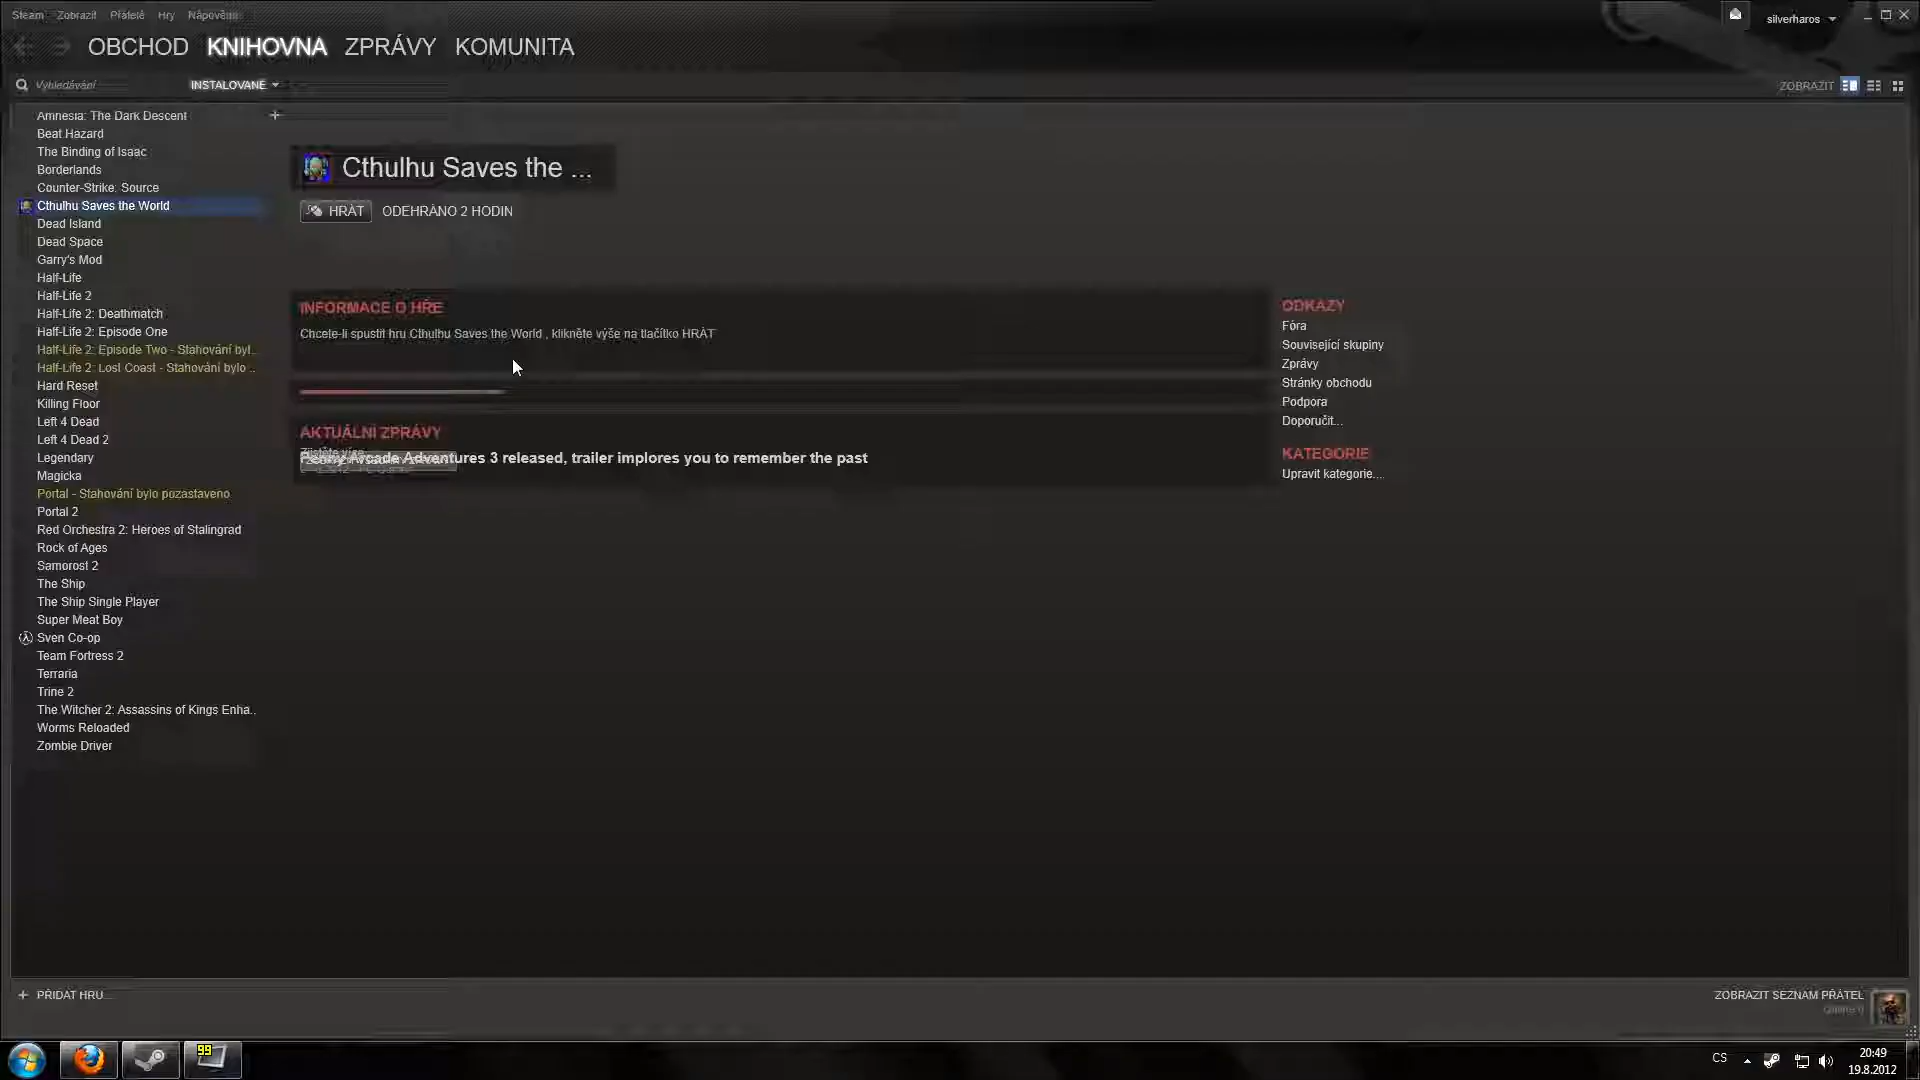 Steam Zobrazit Přátelé Hry Nápověda
silverharos
OBCHOD KNIHOVNA ZPRÁVY KOMUNITA
Vyhledávání
INSTALOVANÉ
ZOBRAZIT
Amnesia: The Dark Descent
Beat Hazard
The Binding of Isaac
Borderlands
Counter-Strike: Source
Cthulhu Saves the World
Dead Island
Dead Space
Garry's Mod
Half-Life
Half-Life 2
Half-Life 2: Deathmatch
Half-Life 2: Episode One
Half-Life 2: Episode Two - Stahování byl...
Half-Life 2: Lost Coast - Stahování bylo ...
Hard Reset
Killing Floor
Left 4 Dead
Left 4 Dead 2
Legendary
Magicka
Portal - Stahování bylo pozastaveno
Portal 2
Red Orchestra 2: Heroes of Stalingrad
Rock of Ages
Samorost 2
The Ship
The Ship Single Player
Super Meat Boy
Sven Co-op
Team Fortress 2
Terraria
Trine 2
The Witcher 2: Assassins of Kings Enha..
Worms Reloaded
Zombie Driver
Cthulhu Saves the ...
HRÁT ODEHRÁNO 2 HODIN
INFORMACE O HŘE
Chcete-li spustit hru Cthulhu Saves the World , klikněte výše na tlačítko HRÁT
AKTUÁLNÍ ZPRÁVY
Zjistěte více
Penny Arcade Adventures 3 released, trailer implores you to remember the past
ODKAZY
Fóra
Související skupiny
Zprávy
Stránky obchodu
Podpora
Doporučit...
KATEGORIE
Upravit kategorie...
PŘIDAT HRU...
ZOBRAZIT SEZNAM PŘÁTEL
99
CS
20:49
19.8.2012